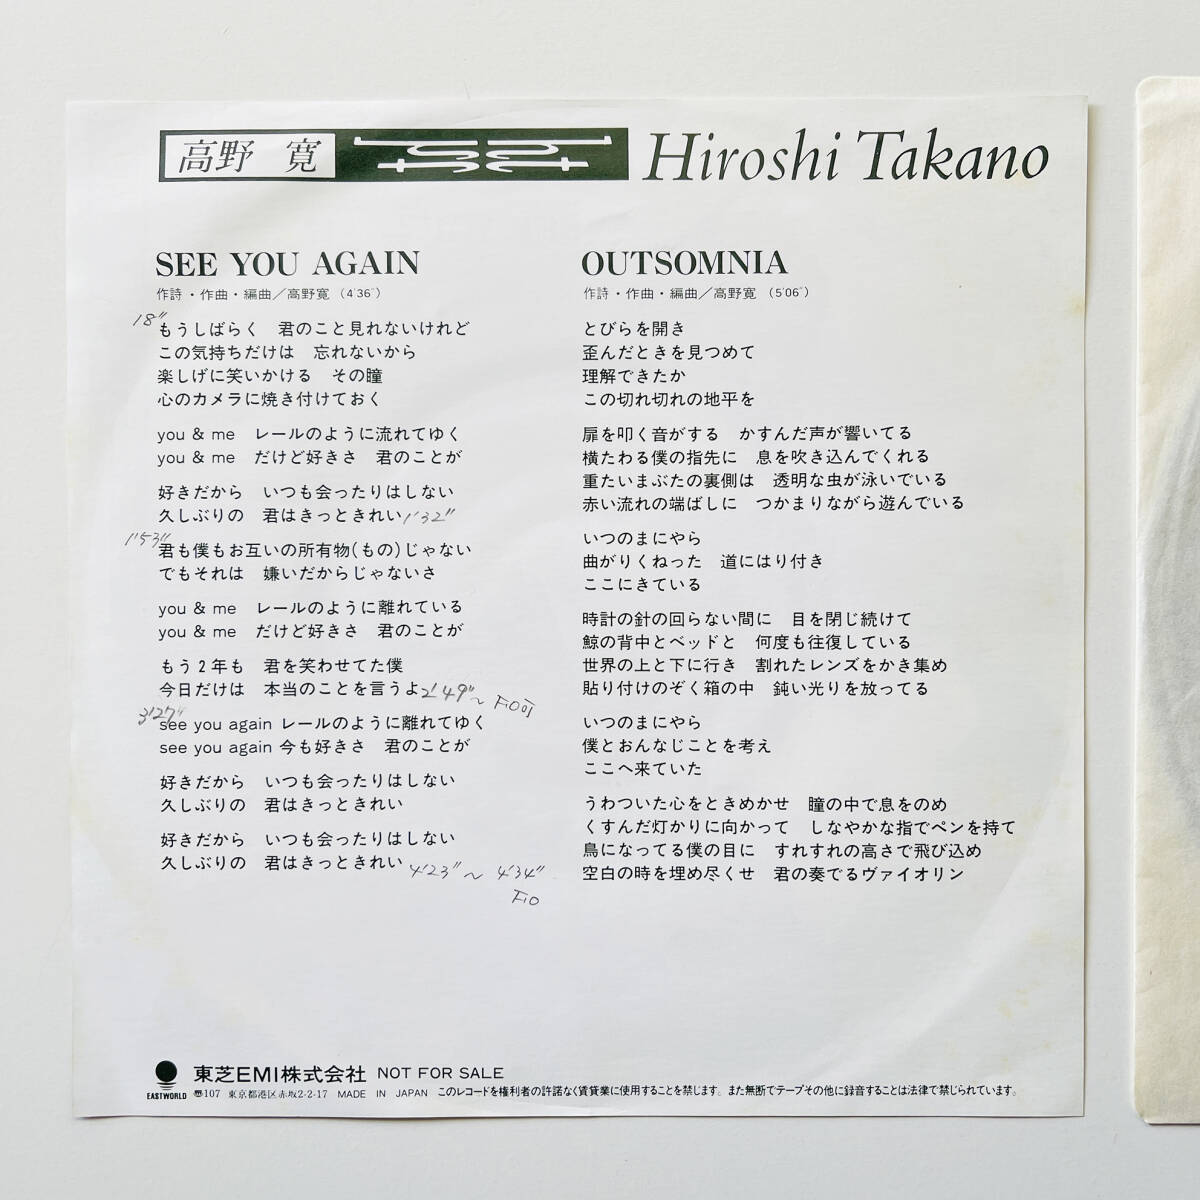 高野 寛
Hiroshi Takano
SEE YOU AGAIN
作詩・作曲・編曲／高野寛 (4'36")
18"
もうしばらく 君のこと見れないけれど
この気持ちだけは 忘れないから
楽しげに笑いかける その瞳
心のカメラに焼き付けておく
you & me レールのように流れてゆく
you & me だけど好きさ 君のことが
好きだから いつも会ったりはしない
久しぶりの 君はきっときれい 1'32"
1'53"
君も僕もお互いの所有物(もの)じゃない
でもそれは 嫌いだからじゃないさ
you & me レールのように離れている
you & me だけど好きさ 君のことが
もう2年も 君を笑わせてた僕
今日だけは 本当のことを言うよ 2'49"～ F.O可
3'27"
see you again レールのように離れてゆく
see you again 今も好きさ 君のことが
好きだから いつも会ったりはしない
久しぶりの 君はきっときれい
好きだから いつも会ったりはしない
久しぶりの 君はきっときれい 4'23"～4'34"
F.O
OUTSOMNIA
作詩・作曲・編曲／高野寛 (5'06")
とびらを開き
歪んだときを見つめて
理解できたか
この切れ切れの地平を
扉を叩く音がする かすんだ声が響いてる
横たわる僕の指先に 息を吹き込んでくれる
重たいまぶたの裏側は 透明な虫が泳いでいる
赤い流れの端ばしに つかまりながら遊んでいる
いつのまにやら
曲がりくねった 道にはり付き
ここにきている
時計の針の回らない間に 目を閉じ続けて
鯨の背中とベッドと 何度も往復している
世界の上と下に行き 割れたレンズをかき集め
貼り付けのぞく箱の中 鈍い光りを放ってる
いつのまにやら
僕とおんなじことを考え
ここへ来ていた
うわついた心をときめかせ 瞳の中で息をのめ
くすんだ灯かりに向かって しなやかな指でペンを持て
鳥になってる僕の目に すれすれの高さで飛び込め
空白の時を埋め尽くせ 君の奏でるヴァイオリン
EASTWORLD
東芝EMI株式会社 NOT FOR SALE
〠107 東京都港区赤坂2-2-17 MADE IN JAPAN このレコードを権利者の許諾なく賃貸業に使用することを禁じます。また無断でテープその他に録音することは法律で禁じられています。